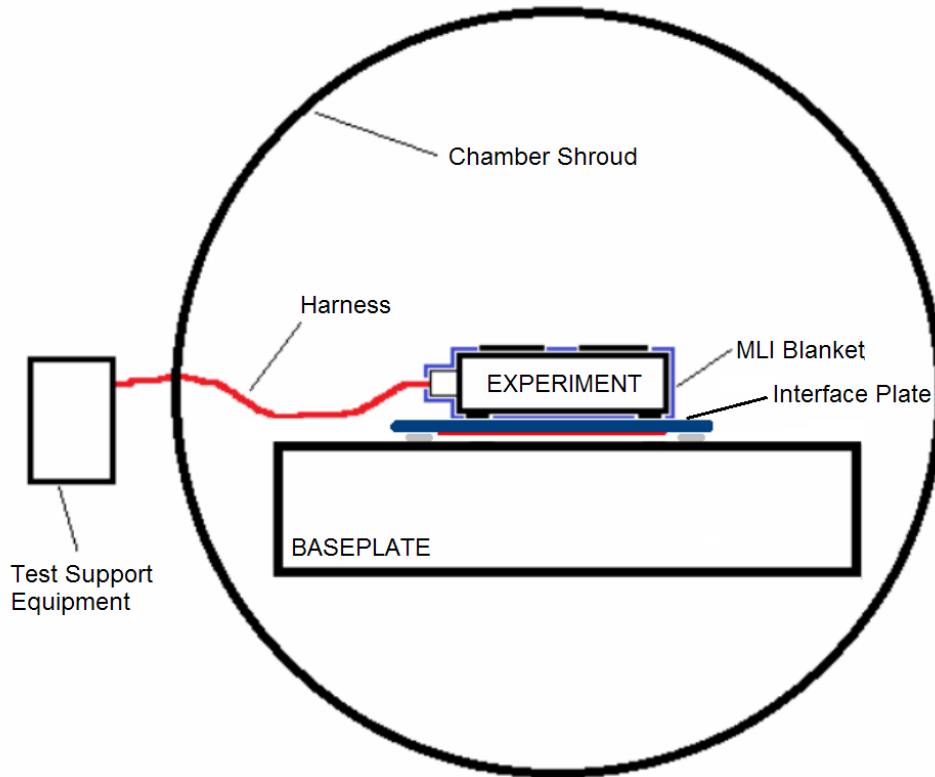 Chamber Shroud
Harness
MLI Blanket
EXPERIMENT
Interface Plate
BASEPLATE
Test Support
Equipment